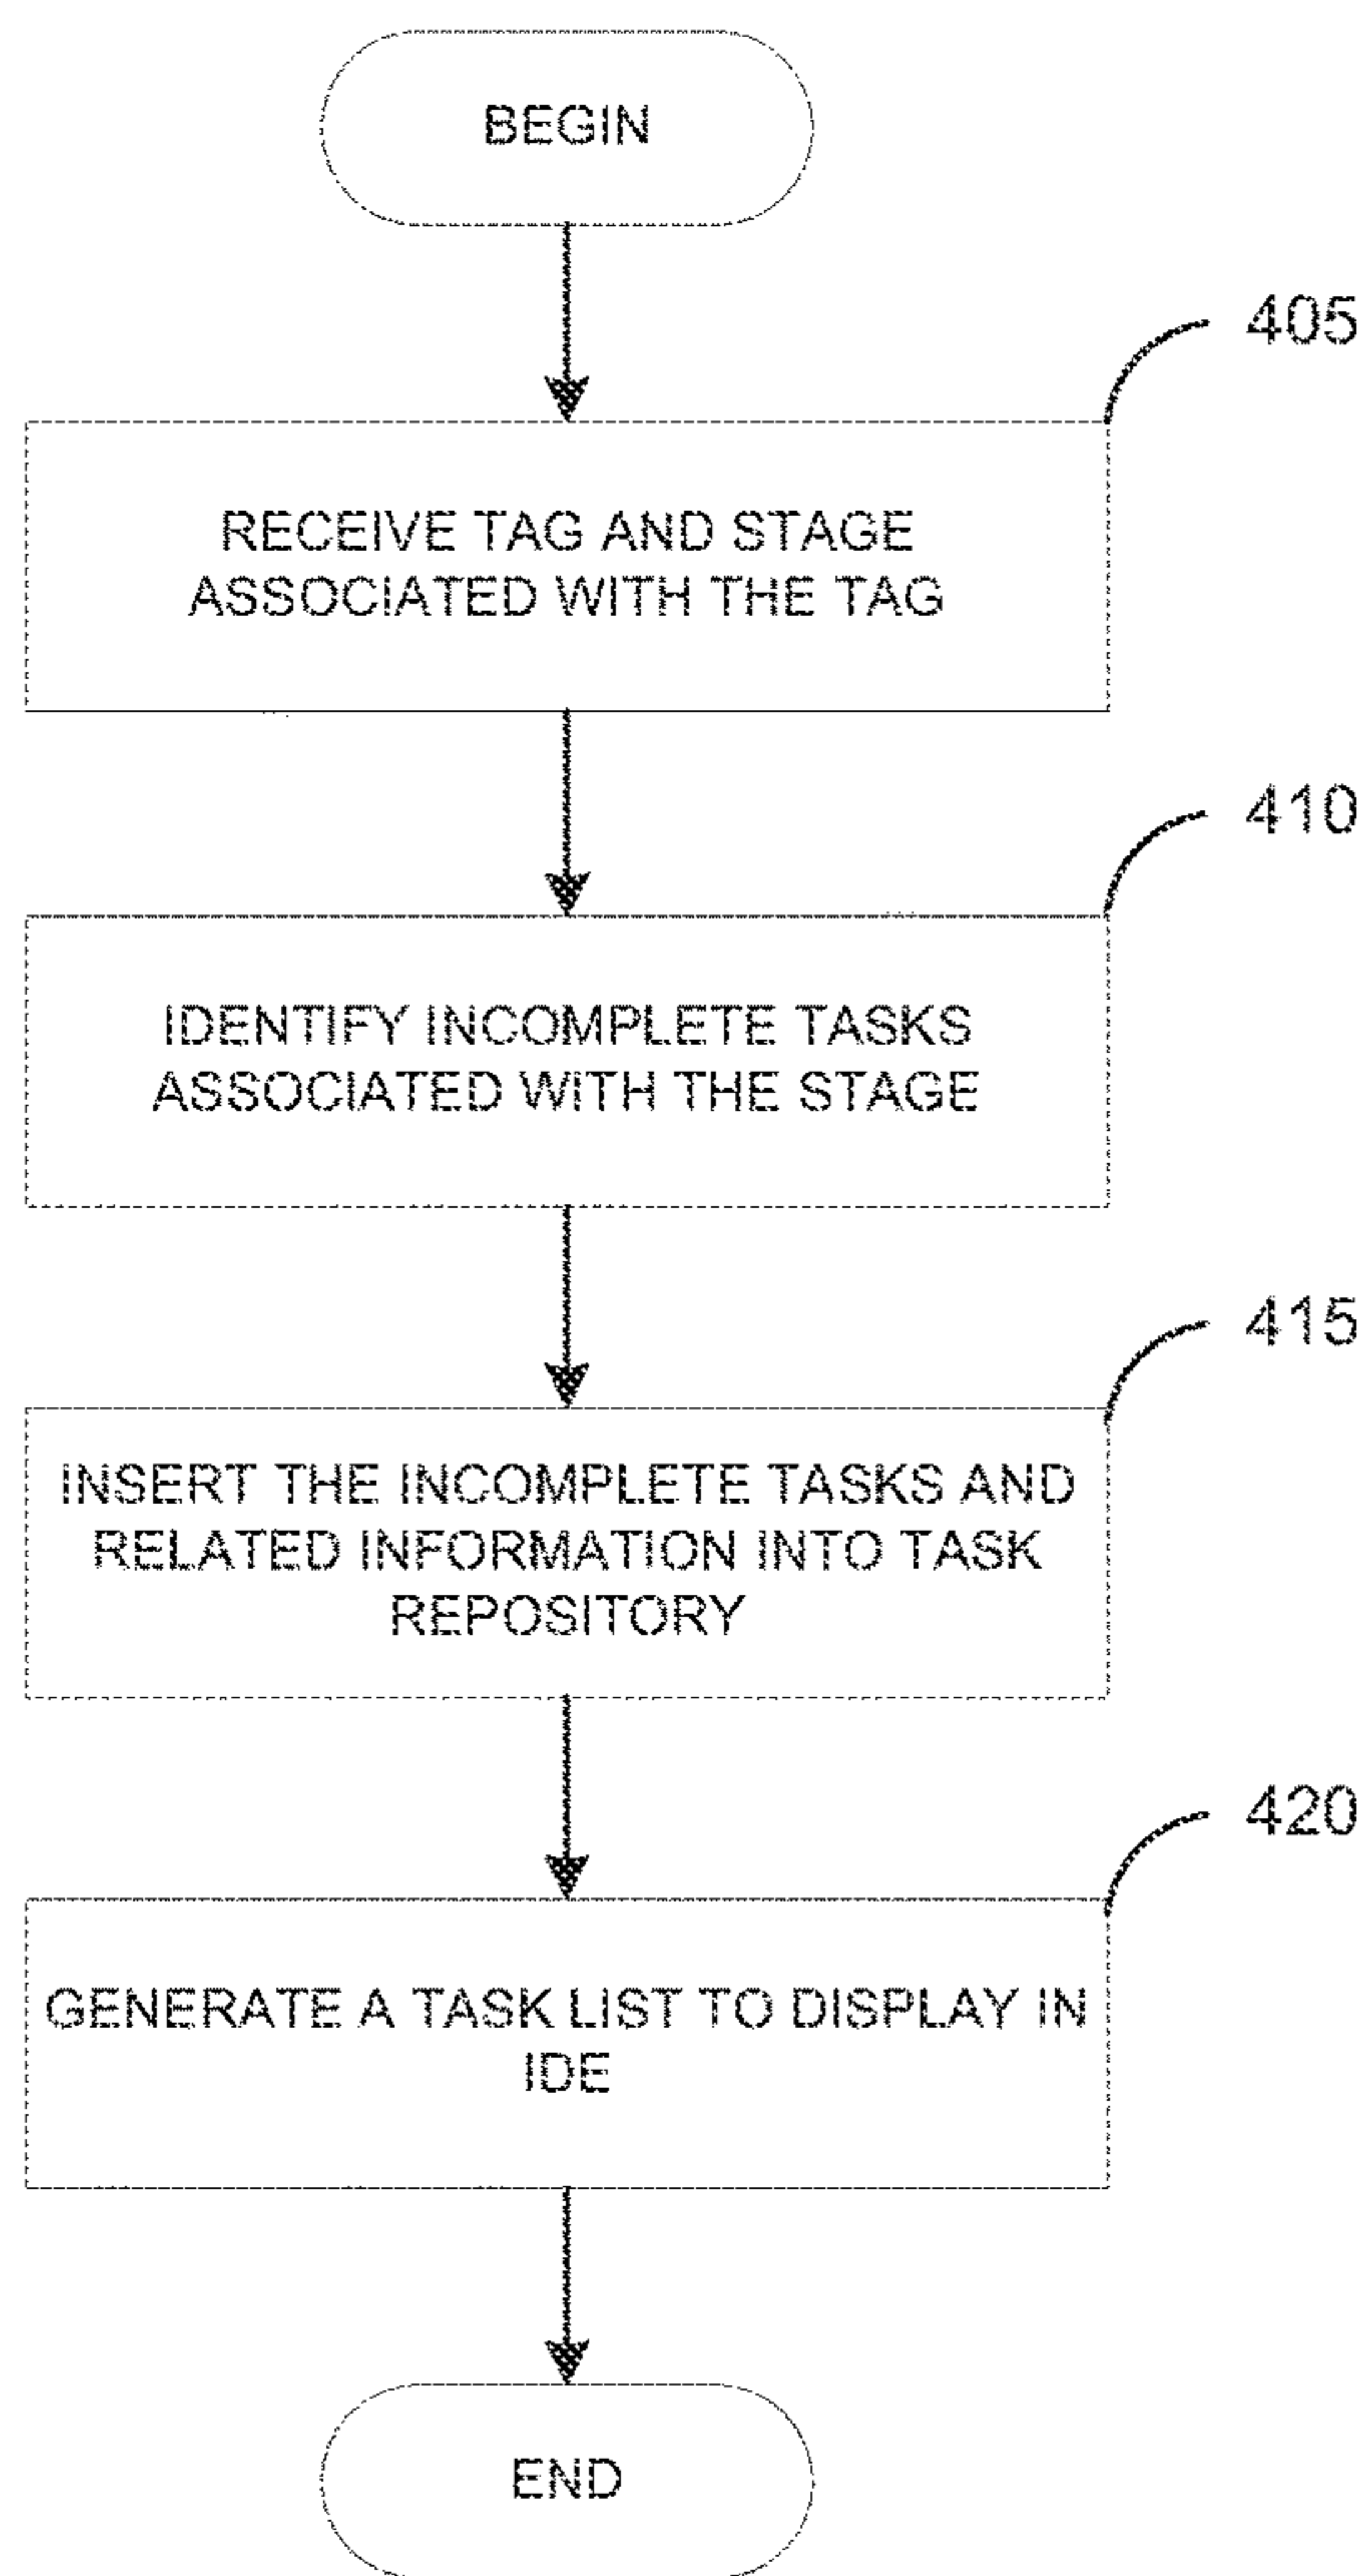 BEGIN
405
RECEIVE TAG AND STAGE
ASSOCIATED WITH THE TAG
410
IDENTIFY INCOMPLETE TASKS
ASSOCIATED WITH THE STAGE
415
INSERT THE INCOMPLETE TASKS AND
RELATED INFORMATION INTO TASK
REPOSITORY
420
GENERATE A TASK LIST TO DISPLAY IN
IDE
END